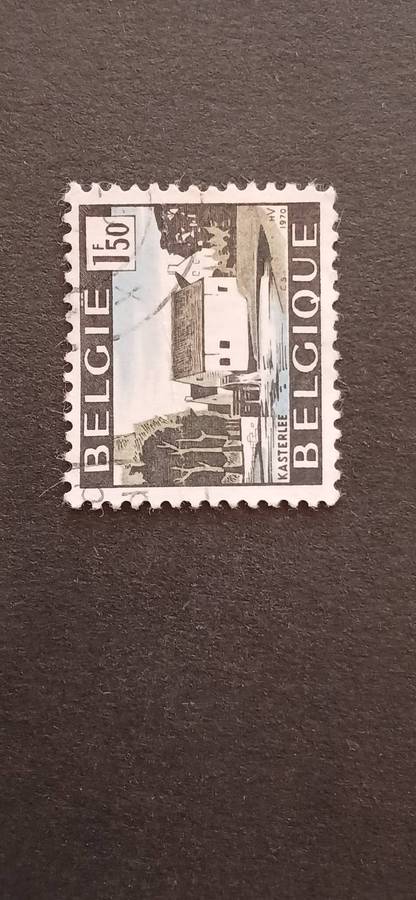 BELGIE
1F50
KASTERLEE
C.S.
HV
1970
BELGIQUE